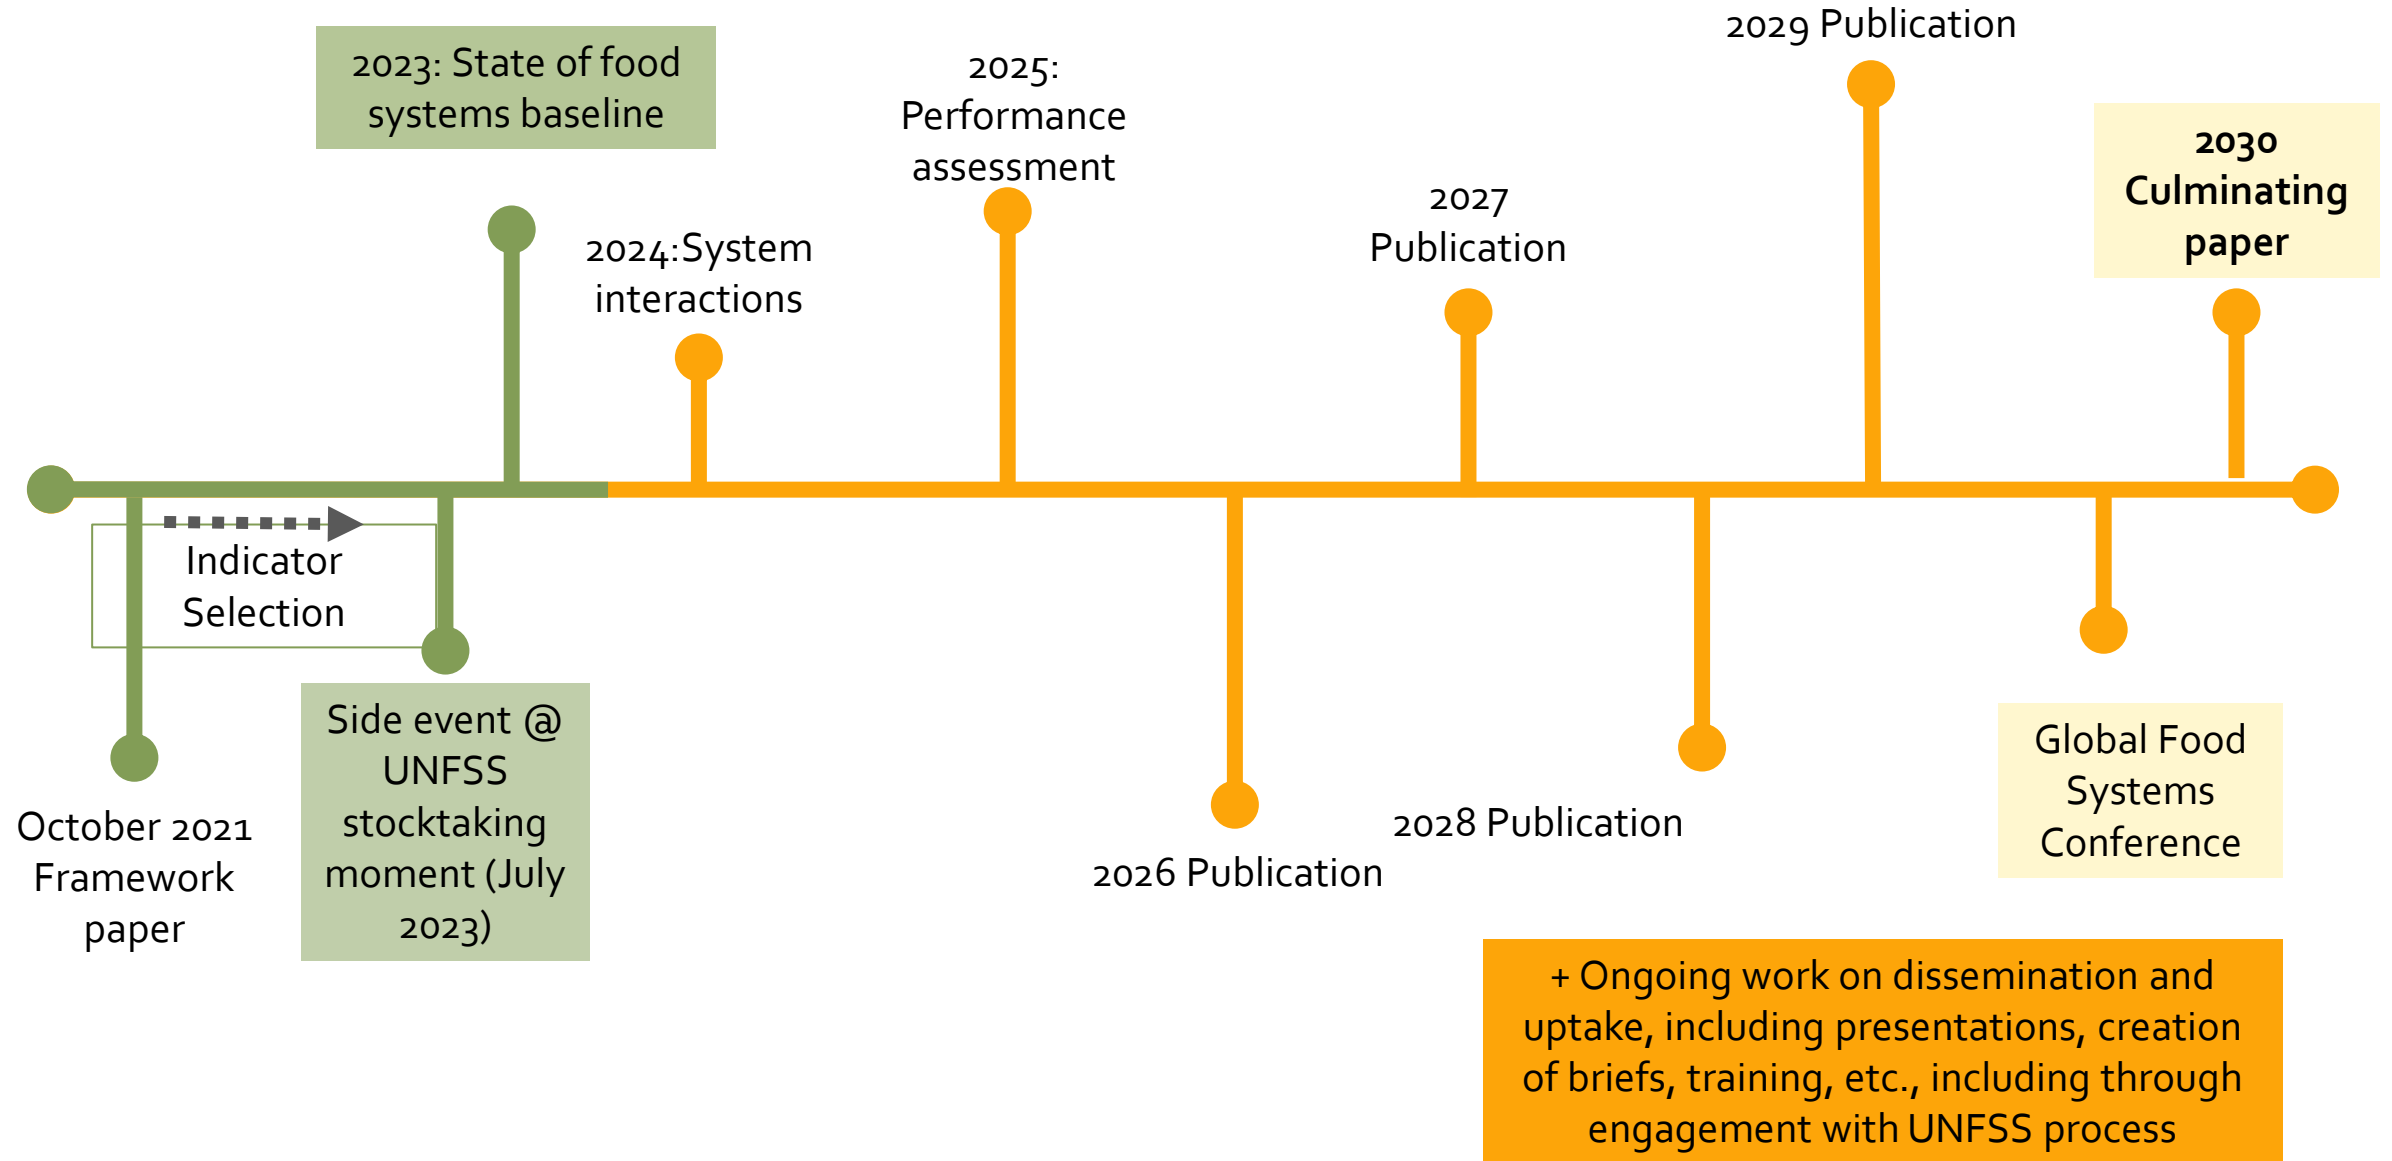 2023: State of food
systems baseline
2024:System
interactions
2025:
Performance
assessment
2027
Publication
2029 Publication
2030
Culminating
paper
Indicator
Selection
October 2021
Framework
paper
Side event @
UNFSS
stocktaking
moment (July
2023)
2026 Publication
2028 Publication
Global Food
Systems
Conference
+ Ongoing work on dissemination and
uptake, including presentations, creation
of briefs, training, etc., including through
engagement with UNFSS process